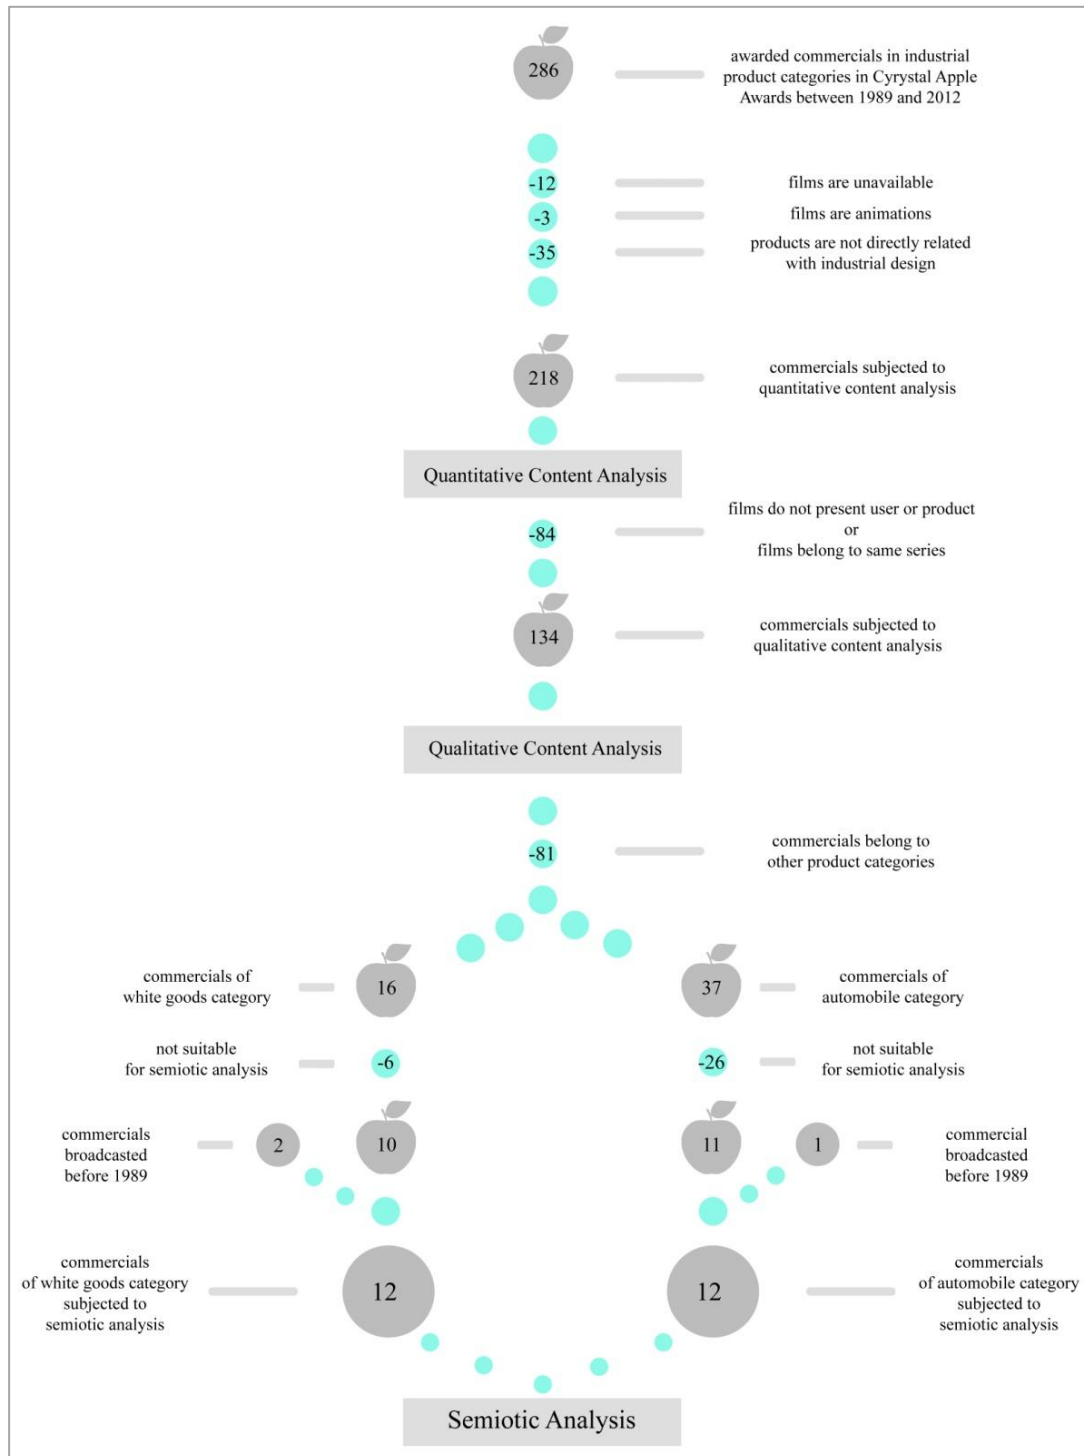 286
awarded commercials in industrial
product categories in Cyrystal Apple
Awards between 1989 and 2012
-12
films are unavailable
-3
films are animations
-35
products are not directly related
with industrial design
218
commercials subjected to
quantitative content analysis
Quantitative Content Analysis
-84
films do not present user or product
or
films belong to same series
134
commercials subjected to
qualitative content analysis
Qualitative Content Analysis
-81
commercials belong to
other product categories
commercials of
white goods category
16
37
commercials of
automobile category
not suitable
for semiotic analysis
-6
-26
not suitable
for semiotic analysis
commercials
broadcasted
before 1989
2
10
11
1
commercial
broadcasted
before 1989
commercials
of white goods category
subjected to
semiotic analysis
12
12
commercials
of automobile category
subjected to
semiotic analysis
Semiotic Analysis